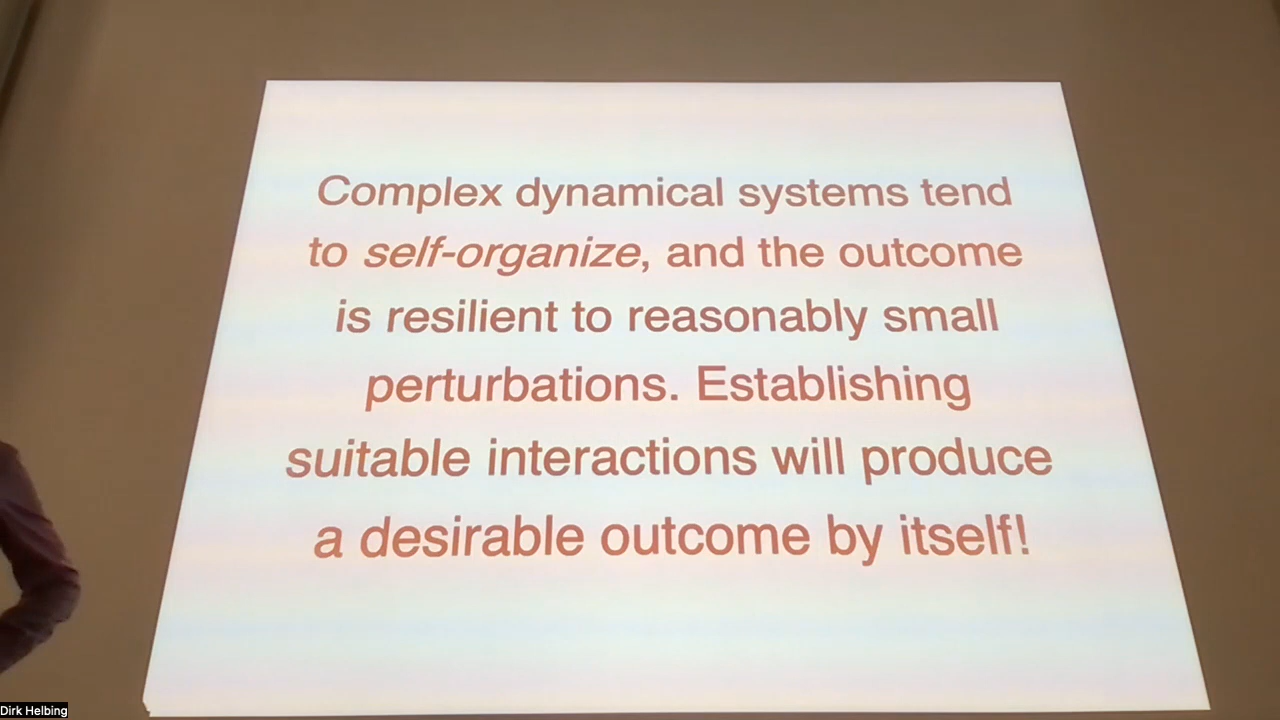 Complex dynamical systems tend
to self-organize, and the outcome
is resilient to reasonably small
perturbations. Establishing
suitable interactions will produce
a desirable outcome by itself!
Dirk Helbing